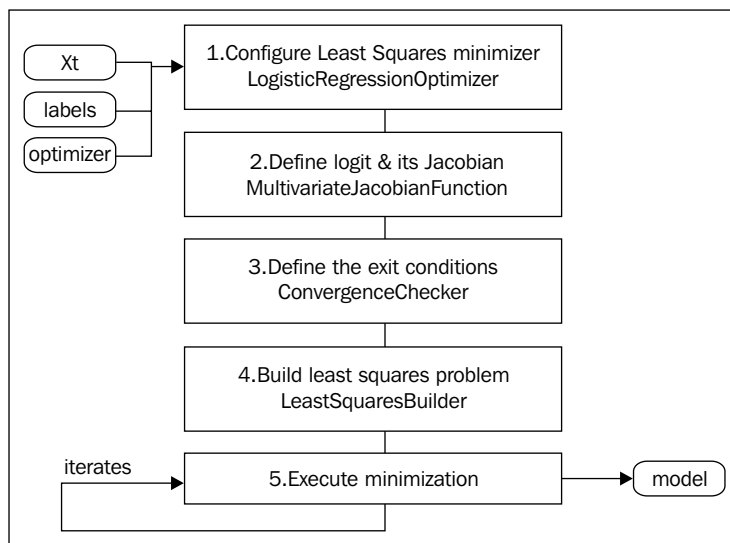 Xt
labels
optimizer
1.Configure Least Squares minimizer
LogisticRegressionOptimizer
2.Define logit & its Jacobian
MultivariateJacobianFunction
3.Define the exit conditions
ConvergenceChecker
4.Build least squares problem
LeastSquaresBuilder
iterates
5.Execute minimization
model